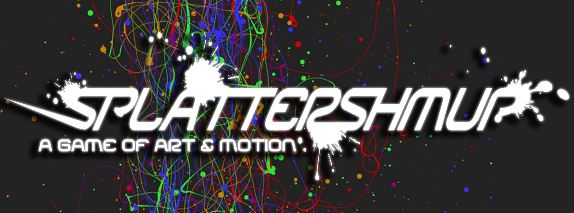 SPLATTERSHMUP
A GAME OF ART & MOTION